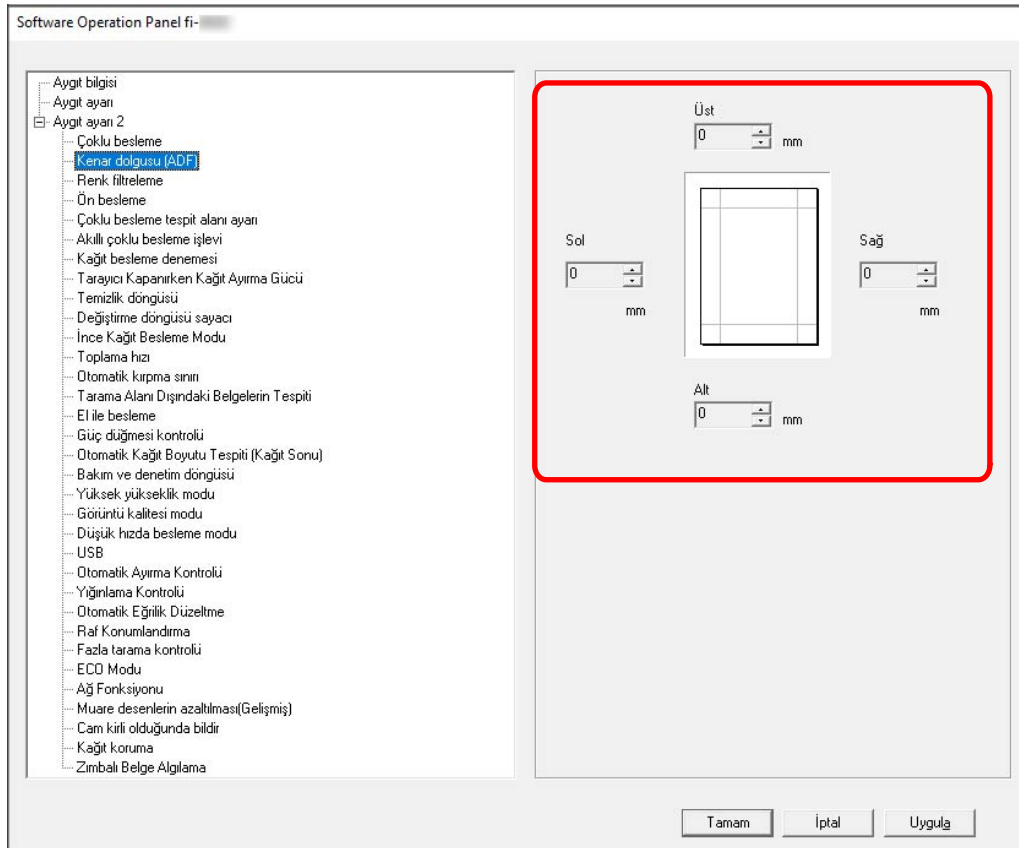 Software Operation Panel fi-
Aygıt bilgisi
Aygıt ayarı
Aygıt ayarı 2
Çoklu besleme
Kenar dolgusu (ADF)
Renk filtreleme
Ön besleme
Çoklu besleme tespit alanı ayarı
Akıllı çoklu besleme işlevi
Kağıt besleme denemesi
Tarayıcı Kapanırken Kağıt Ayırma Gücü
Temizlik döngüsü
Değiştirme döngüsü sayacı
İnce Kağıt Besleme Modu
Toplama hızı
Otomatik kırpma sınırı
Tarama Alanı Dışındaki Belgelerin Tespiti
El ile besleme
Güç düğmesi kontrolü
Otomatik Kağıt Boyutu Tespiti (Kağıt Sonu)
Bakım ve denetim döngüsü
Yüksek yükseklik modu
Görüntü kalitesi modu
Düşük hızda besleme modu
USB
Otomatik Ayırma Kontrolü
Yığınlama Kontrolü
Otomatik Eğrilik Düzeltme
Raf Konumlandırma
Fazla tarama kontrolü
ECO Modu
Ağ Fonksiyonu
Muare desenlerin azaltılması(Gelişmiş)
Cam kirli olduğunda bildir
Kağıt koruma
Zımbalı Belge Algılama
Üst
0 mm
Sol
0
mm
Sağ
0
mm
Alt
0 mm
Tamam İptal Uygula